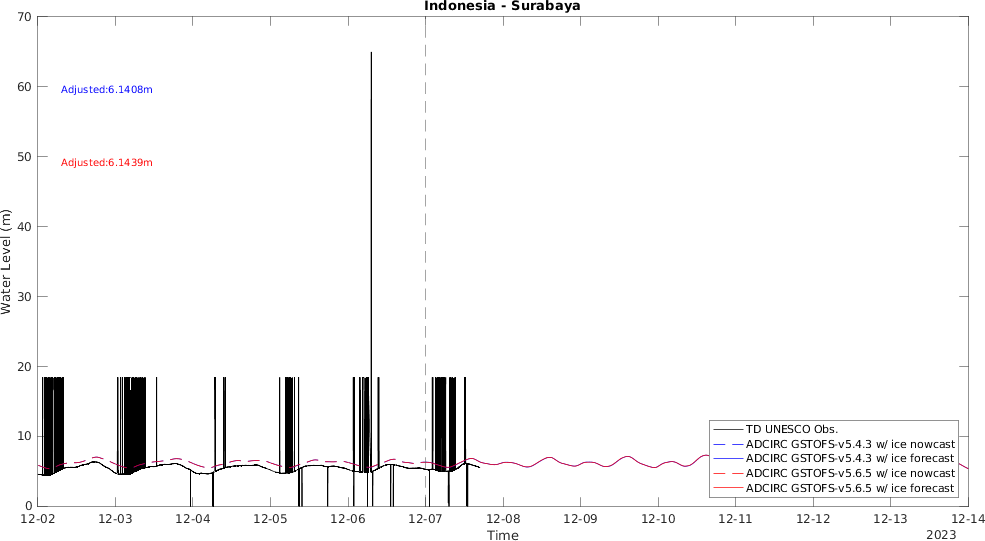 Indonesia - Surabaya
70
60
50
40
30
20
10
0
Water Level (m)
Adjusted:6.1408m
Adjusted:6.1439m
TD UNESCO Obs.
ADCIRC GSTOFS-v5.4.3 w/ ice nowcast
ADCIRC GSTOFS-v5.4.3 w/ ice forecast
ADCIRC GSTOFS-v5.6.5 w/ ice nowcast
ADCIRC GSTOFS-v5.6.5 w/ ice forecast
12-02 12-03 12-04 12-05 12-06 12-07 12-08 12-09 12-10 12-11 12-12 12-13 12-14
Time
2023